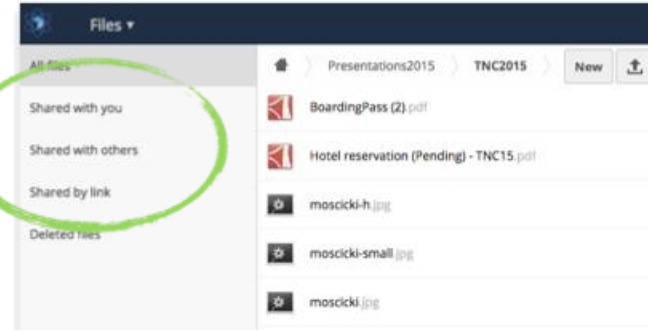 Files ▾
All files
Shared with you
Shared with others
Shared by link
Deleted files
Presentations2015 TNC2015 New
BoardingPass (2).pdf
Hotel reservation (Pending) - TNC15.pdf
moscicki-h.jpg
moscicki-small.jpg
moscicki.jpg